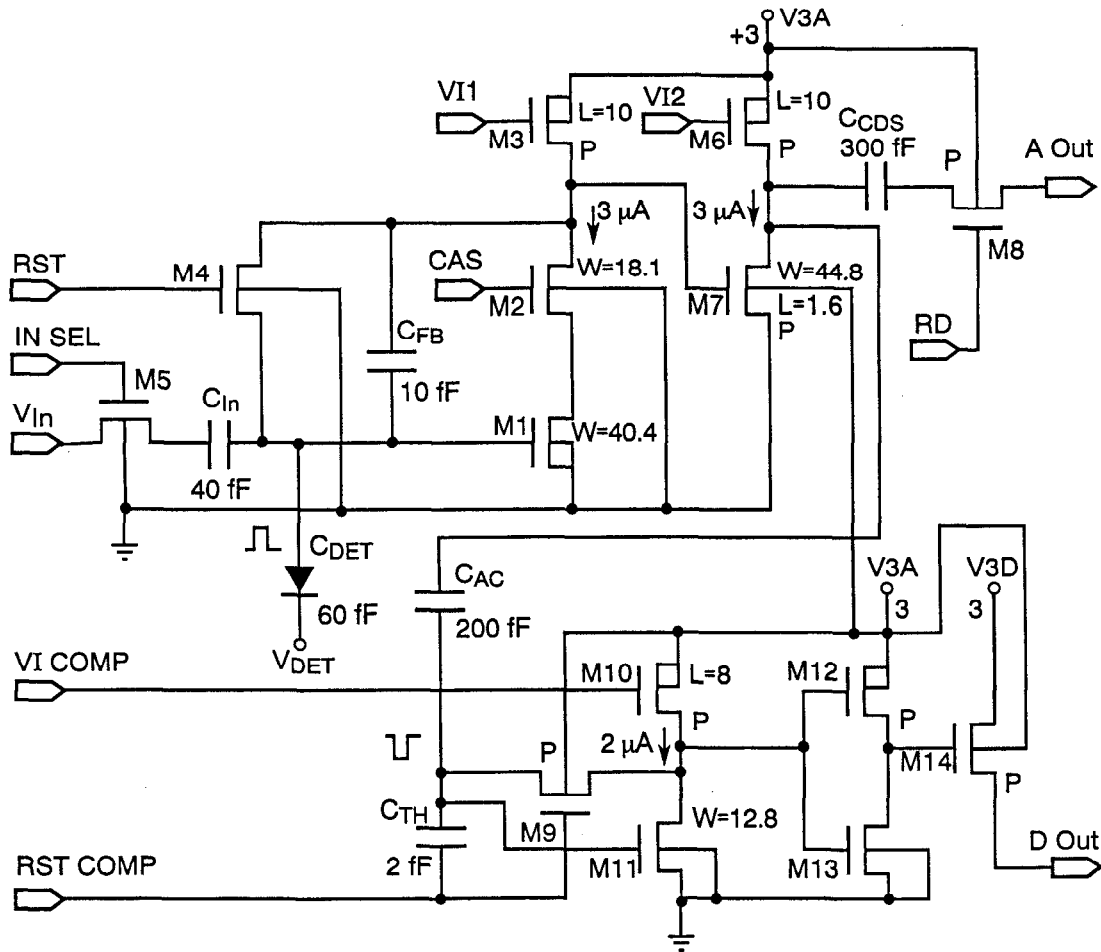 V3A
+3
VI1
L=10
M3
P
VI2
L=10
M6
P
CCDS
300 fF
P
A Out
M8
RD
3 µA
3 µA
RST
M4
CAS
W=18.1
M2
W=44.8
M7
L=1.6
P
IN SEL
M5
CFB
10 fF
VIn
CIn
40 fF
M1
W=40.4
CDET
60 fF
VDET
CAC
200 fF
V3A
3
V3D
3
VI COMP
M10
L=8
P
M12
P
2 µA
P
M9
M14
P
CTH
2 fF
W=12.8
M11
M13
D Out
RST COMP